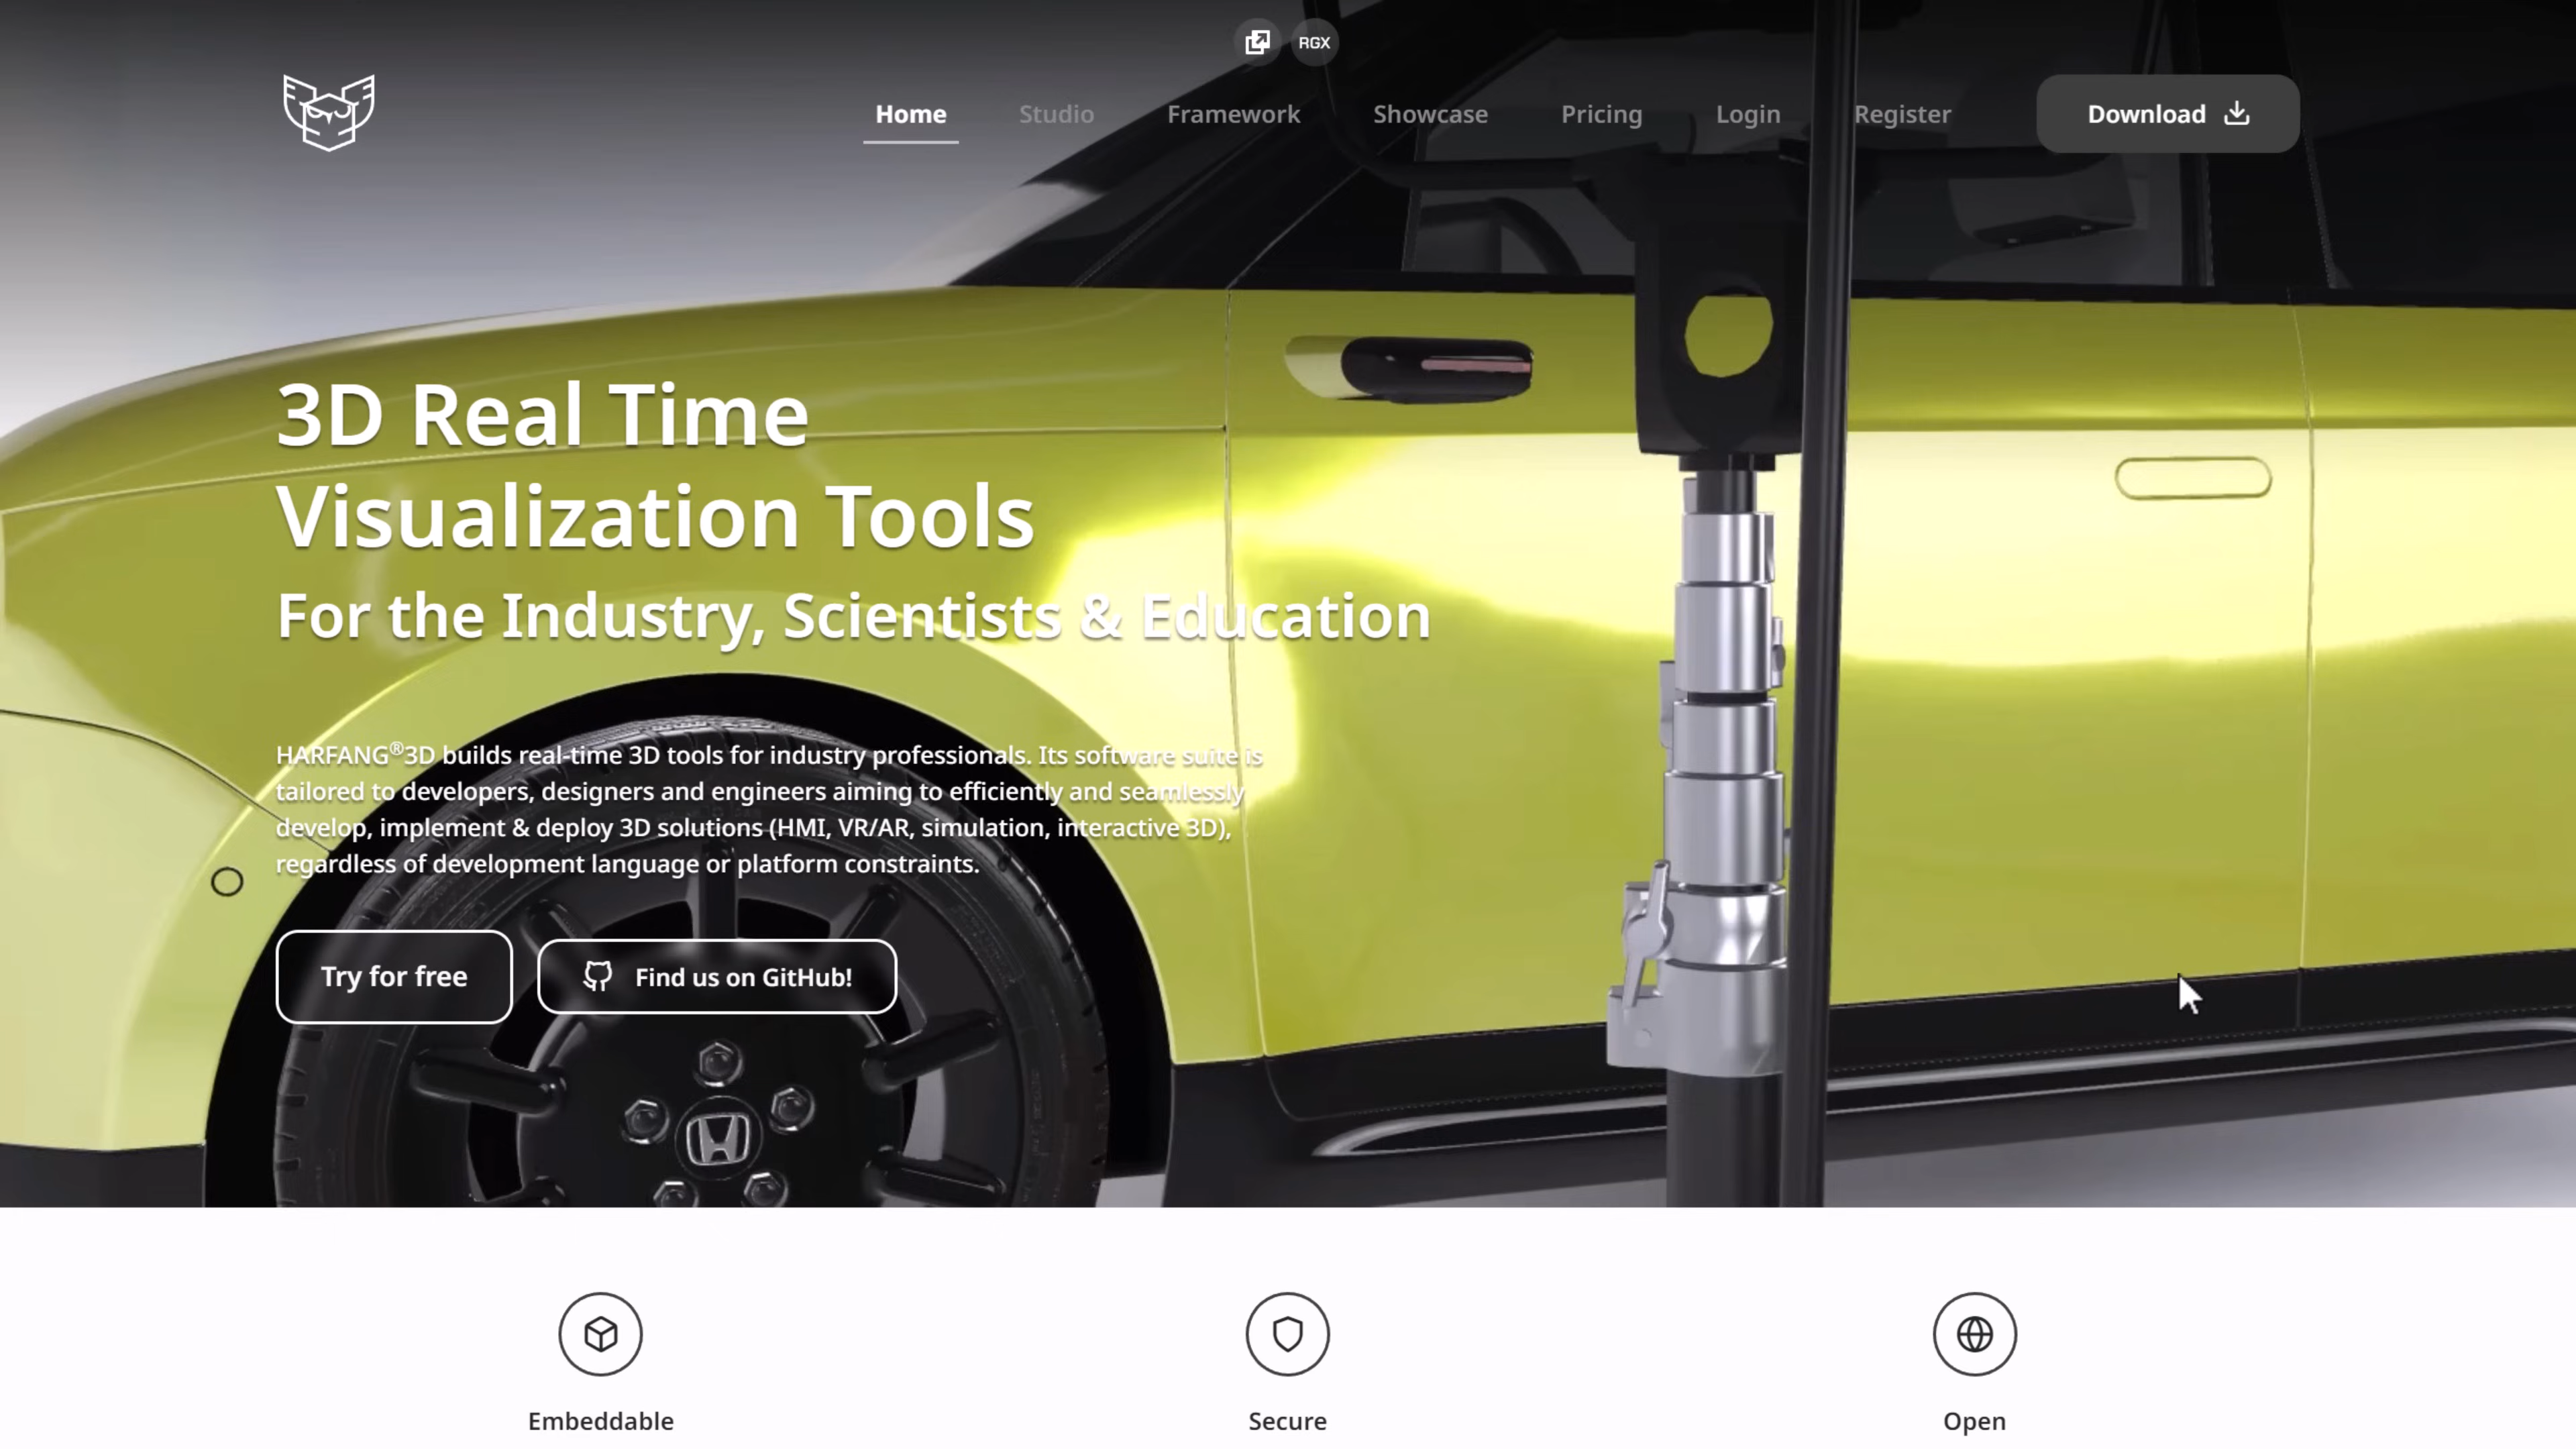 RGX
Home Studio Framework Showcase Pricing Login Register Download
3D Real Time
Visualization Tools
For the Industry, Scientists & Education
HARFANG®3D builds real-time 3D tools for industry professionals. Its software suite is
tailored to developers, designers and engineers aiming to efficiently and seamlessly
develop, implement & deploy 3D solutions (HMI, VR/AR, simulation, interactive 3D),
regardless of development language or platform constraints.
Try for free Find us on GitHub!
Embeddable Secure Open